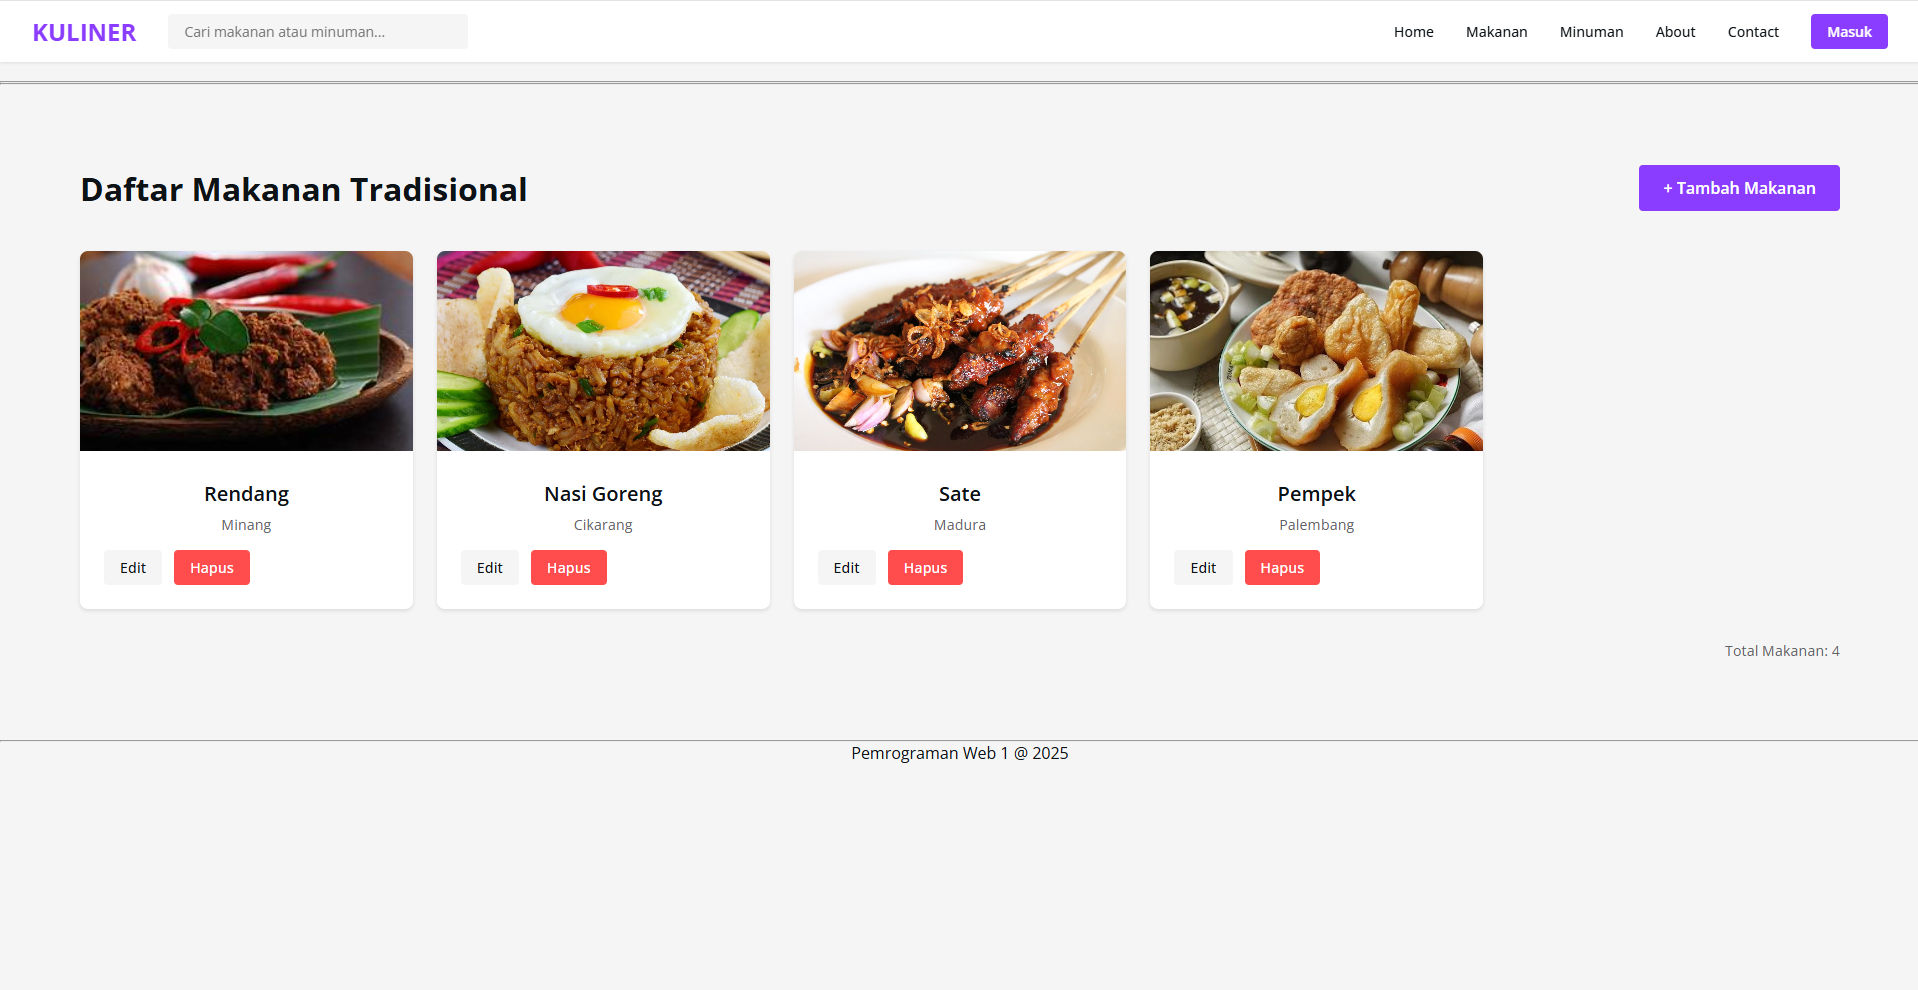 KULINER
Cari makanan atau minuman...
Home
Makanan
Minuman
About
Contact
Masuk
Daftar Makanan Tradisional
+ Tambah Makanan
Rendang
Minang
Edit
Hapus
Nasi Goreng
Cikarang
Edit
Hapus
Sate
Madura
Edit
Hapus
Pempek
Palembang
Edit
Hapus
Total Makanan: 4
Pemrograman Web 1 @ 2025